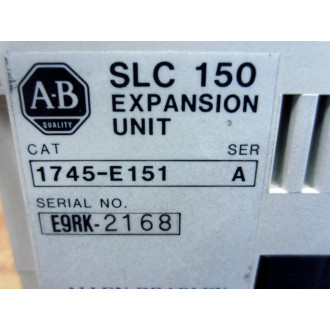 A-B
QUALITY
SLC 150
EXPANSION
UNIT
CAT SER
1745-E151 A
SERIAL NO.
E9RK-2168